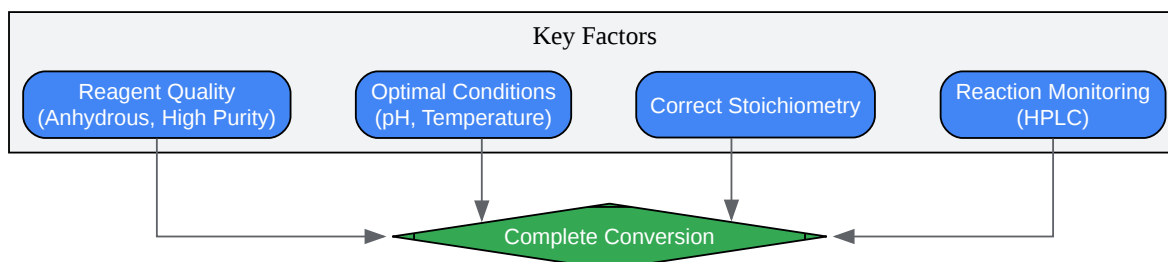 Key Factors
Reagent Quality
(Anhydrous, High Purity)
Optimal Conditions
(pH, Temperature)
Correct Stoichiometry
Reaction Monitoring
(HPLC)
Complete Conversion